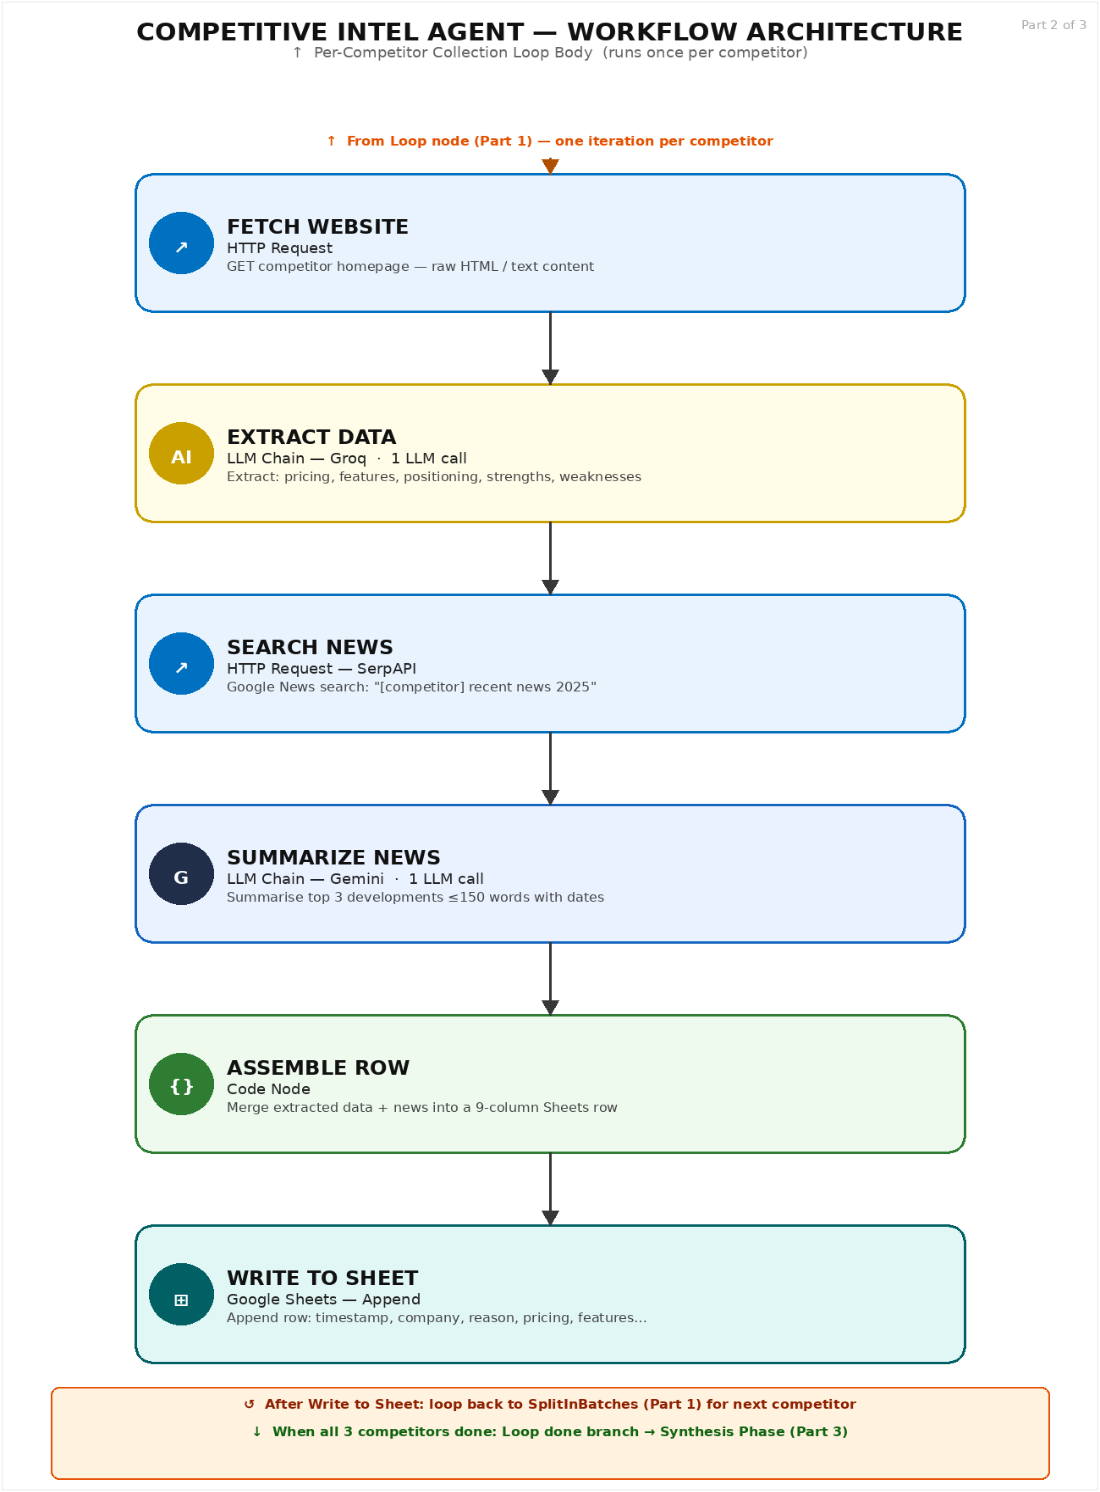 COMPETITIVE INTEL AGENT — WORKFLOW ARCHITECTURE
Part 2 of 3
↑ Per-Competitor Collection Loop Body (runs once per competitor)
↑ From Loop node (Part 1) — one iteration per competitor
↗
FETCH WEBSITE
HTTP Request
GET competitor homepage — raw HTML / text content
AI
EXTRACT DATA
LLM Chain — Groq · 1 LLM call
Extract: pricing, features, positioning, strengths, weaknesses
↗
SEARCH NEWS
HTTP Request — SerpAPI
Google News search: "[competitor] recent news 2025"
G
SUMMARIZE NEWS
LLM Chain — Gemini · 1 LLM call
Summarise top 3 developments ≤150 words with dates
{}
ASSEMBLE ROW
Code Node
Merge extracted data + news into a 9-column Sheets row
⊞
WRITE TO SHEET
Google Sheets — Append
Append row: timestamp, company, reason, pricing, features...
↺ After Write to Sheet: loop back to SplitInBatches (Part 1) for next competitor
↓ When all 3 competitors done: Loop done branch → Synthesis Phase (Part 3)